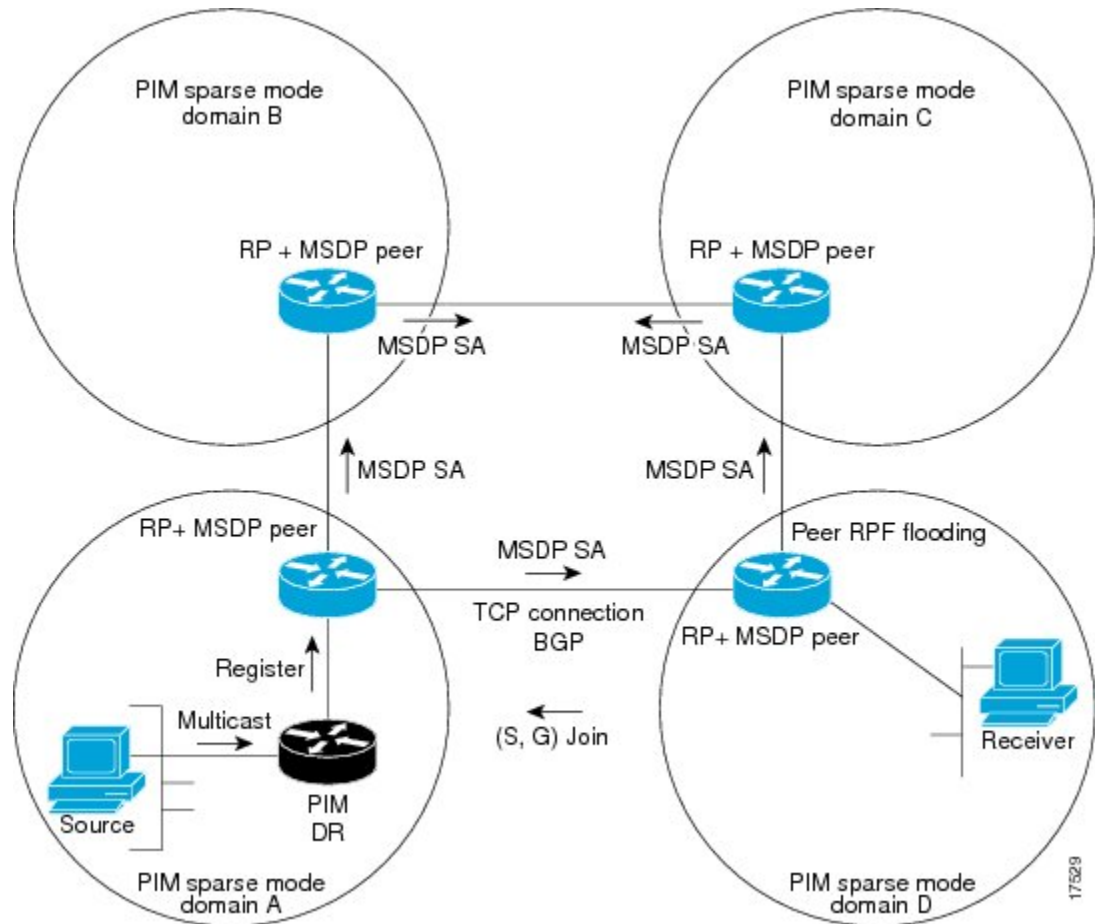 PIM sparse mode
domain B
PIM sparse mode
domain C
RP + MSDP peer
RP + MSDP peer
MSDP SA
MSDP SA
MSDP SA
MSDP SA
RP+ MSDP peer
Peer RPF flooding
MSDP SA
TCP connection
BGP
RP+ MSDP peer
Register
Multicast
(S, G) Join
Receiver
Source
PIM
DR
PIM sparse mode
domain A
PIM sparse mode
domain D
17529